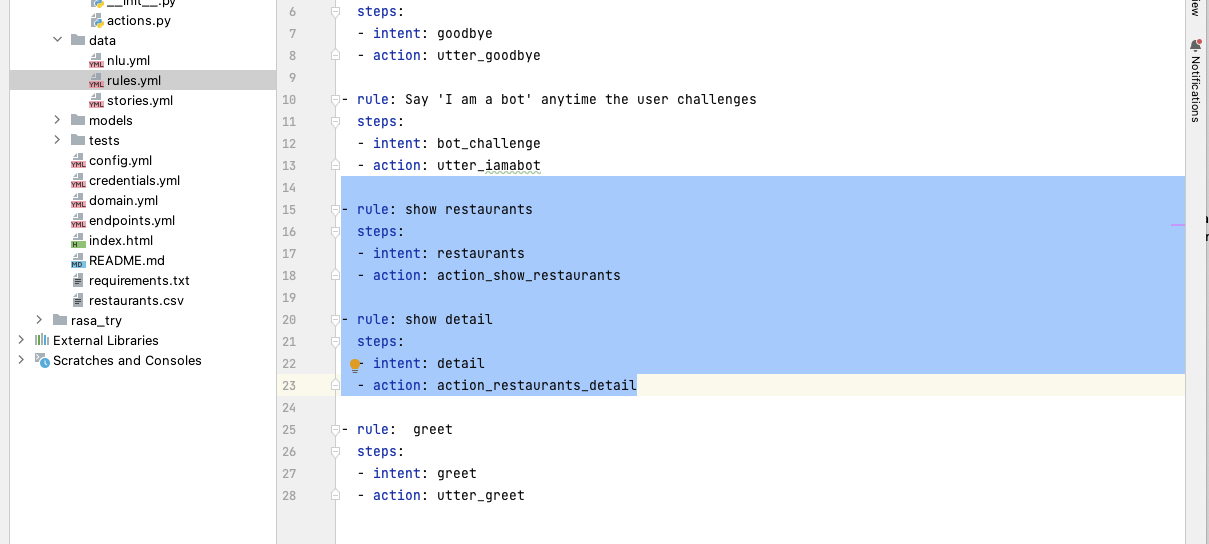 __init__.py
actions.py
data
nlu.yml
rules.yml
stories.yml
models
tests
config.yml
credentials.yml
domain.yml
endpoints.yml
index.html
README.md
requirements.txt
restaurants.csv
rasa_try
External Libraries
Scratches and Consoles
6 steps:
7 - intent: goodbye
8 - action: utter_goodbye
9
10 - rule: Say 'I am a bot' anytime the user challenges
11 steps:
12 - intent: bot_challenge
13 - action: utter_iamabot
14
15 - rule: show restaurants
16 steps:
17 - intent: restaurants
18 - action: action_show_restaurants
19
20 - rule: show detail
21 steps:
22 - intent: detail
23 - action: action_restaurants_detail
24
25 - rule:  greet
26 steps:
27 - intent: greet
28 - action: utter_greet
Notifications